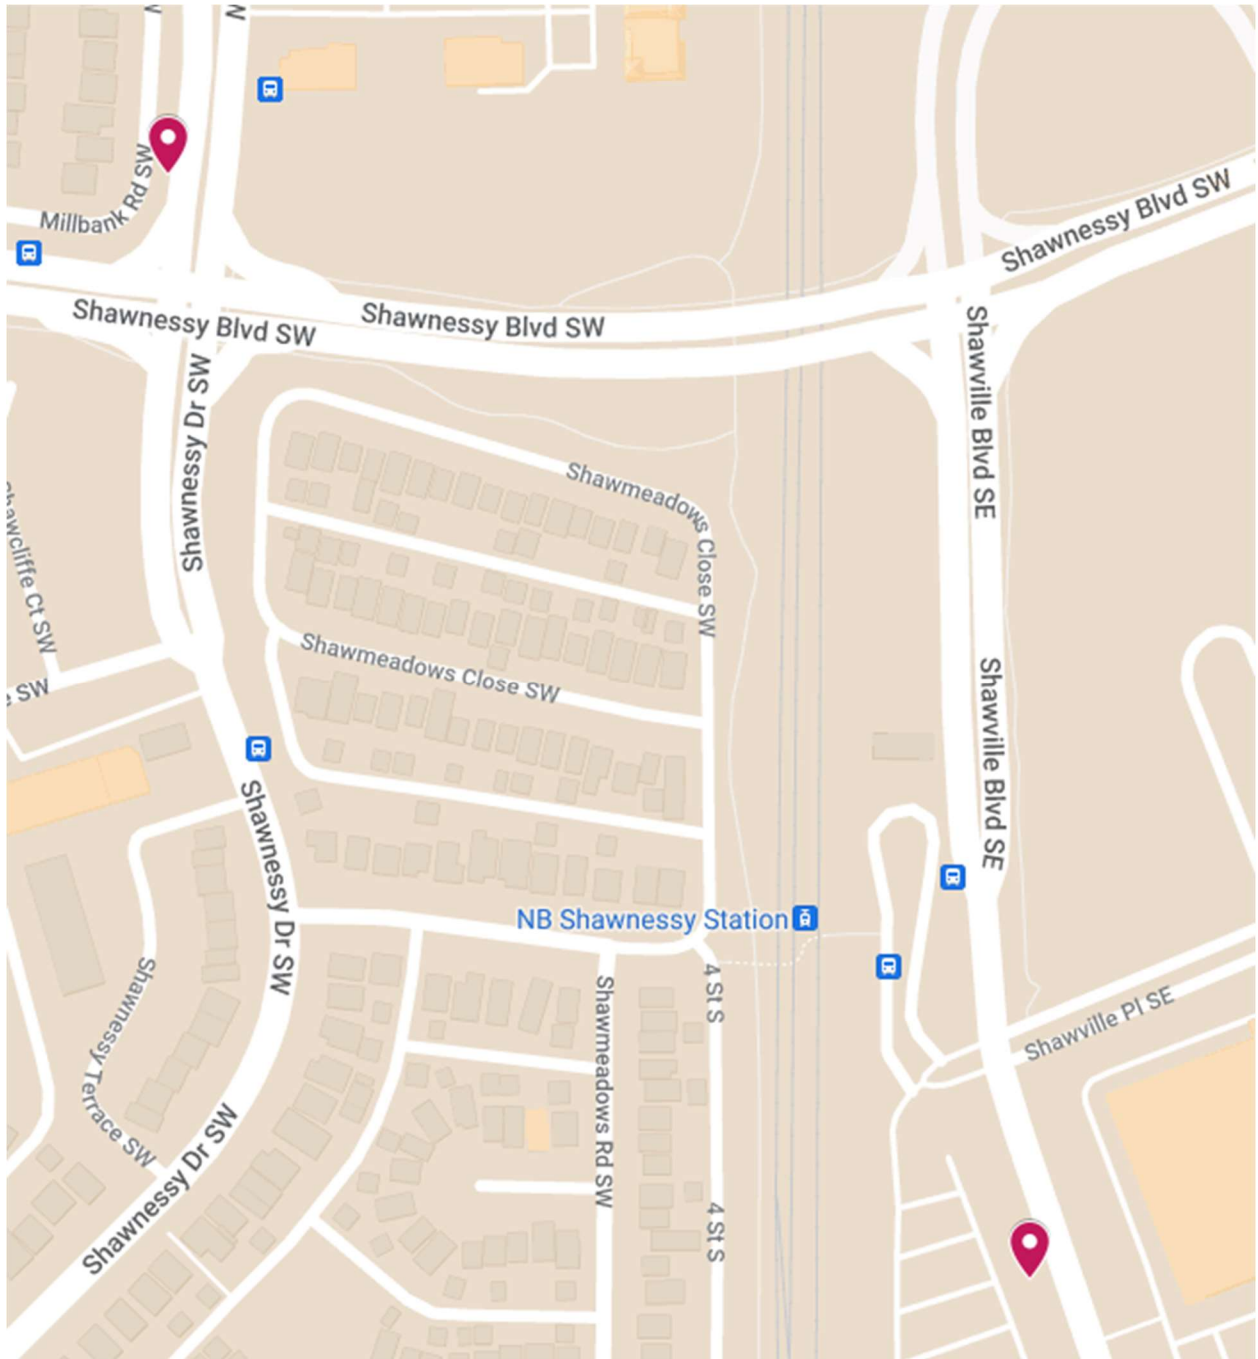 Millbank Rd SW
Shawnessy Blvd SW
Shawnessy Blvd SW
Shawnessy Blvd SW
Shawnessy Dr SW
Shawville Blvd SE
Shawmeadows Close SW
Shawcliffe Ct SW
Shawmeadows Close SW
e SW
Shawville Blvd SE
Shawnessy Dr SW
NB Shawnessy Station
Shawnessy Terrace SW
Shawmeadows Rd SW
4 St S
Shawville Pl SE
Shawnessy Dr SW
4 St S